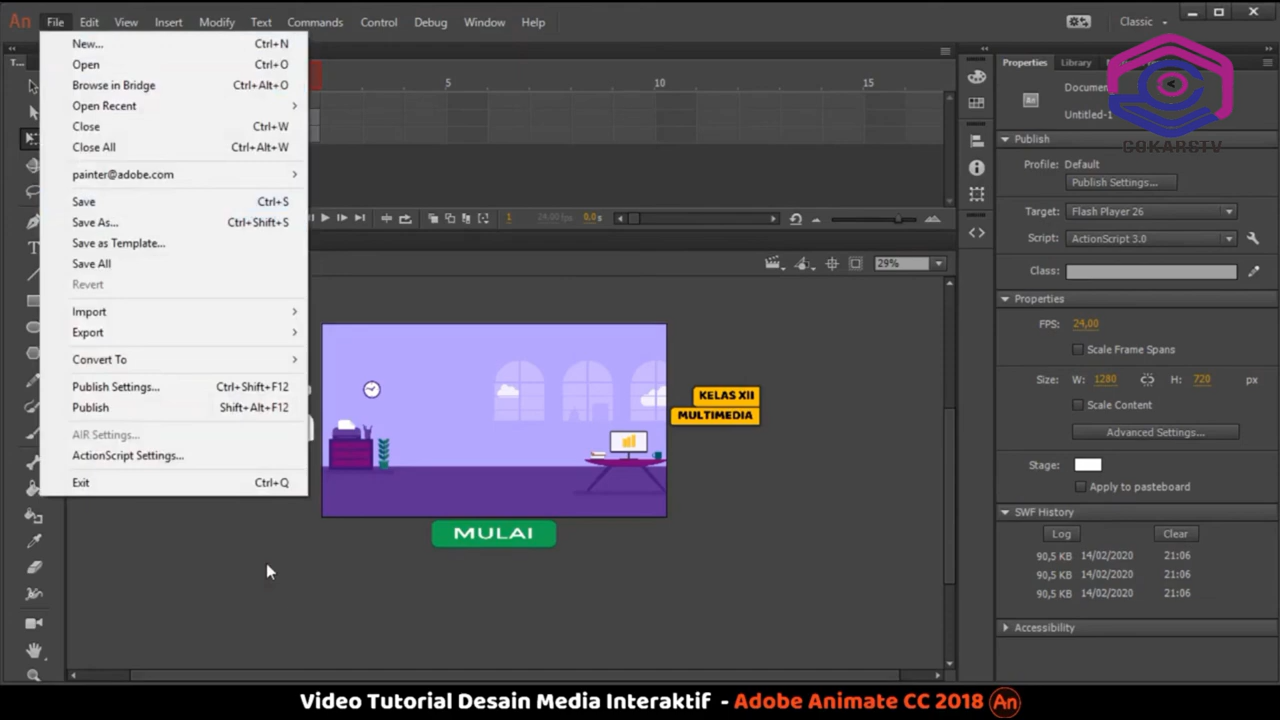 An File Edit View Insert Modify Text Commands Control Debug Window Help Classic
New... Ctrl+N
Open Ctrl+O
Browse in Bridge Ctrl+Alt+O
Open Recent
Close Ctrl+W
Close All Ctrl+Alt+W
painter@adobe.com
Save Ctrl+S
Save As... Ctrl+Shift+S
Save as Template...
Save All
Revert
Import
Export
Convert To
Publish Settings... Ctrl+Shift+F12
Publish Shift+Alt+F12
AIR Settings...
ActionScript Settings...
Exit Ctrl+Q
T...
5 10 15
1 24,00 fps 0,0 s
29%
KELAS XII
MULTIMEDIA
MULAI
Properties Library
Untitled-1
GOKARSTV
Publish
Profile: Default
Publish Settings...
Target: Flash Player 26
Script: ActionScript 3.0
Class:
Properties
FPS: 24,00
Scale Frame Spans
Size: W: 1280 H: 720 px
Scale Content
Advanced Settings...
Stage:
Apply to pasteboard
SWF History
Log Clear
90,5 KB 14/02/2020 21:06
90,5 KB 14/02/2020 21:06
90,5 KB 14/02/2020 21:06
Accessibility
Video Tutorial Desain Media Interaktif - Adobe Animate CC 2018 An